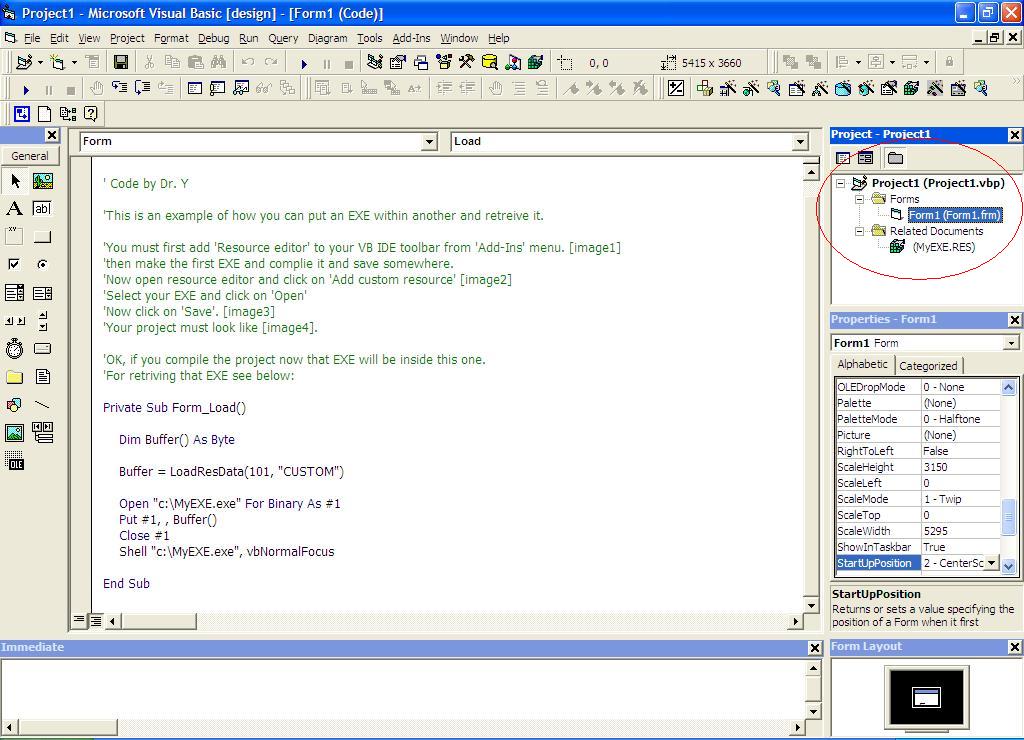 Project1 - Microsoft Visual Basic [design] - [Form1 (Code)]
File Edit View Project Format Debug Run Query Diagram Tools Add-Ins Window Help
0, 0 5415 x 3660
General
Form Load
' Code by Dr. Y
'This is an example of how you can put an EXE within another and retreive it.
'You must first add 'Resource editor' to your VB IDE toolbar from 'Add-Ins' menu. [image1]
'then make the first EXE and complie it and save somewhere.
'Now open resource editor and click on 'Add custom resource' [image2]
'Select your EXE and click on 'Open'
'Now click on 'Save'. [image3]
'Your project must look like [image4].
'OK, if you compile the project now that EXE will be inside this one.
'For retriving that EXE see below:
Private Sub Form_Load()
Dim Buffer() As Byte
Buffer = LoadResData(101, "CUSTOM")
Open "c:\MyEXE.exe" For Binary As #1
Put #1, , Buffer()
Close #1
Shell "c:\MyEXE.exe", vbNormalFocus
End Sub
Project - Project1
Project1 (Project1.vbp)
Forms
Form1 (Form1.frm)
Related Documents
(MyEXE.RES)
Properties - Form1
Form1 Form
Alphabetic Categorized
OLEDropMode 0 - None
Palette (None)
PaletteMode 0 - Halftone
Picture (None)
RightToLeft False
ScaleHeight 3150
ScaleLeft 0
ScaleMode 1 - Twip
ScaleTop 0
ScaleWidth 5295
ShowInTaskbar True
StartUpPosition 2 - CenterSc
StartUpPosition
Returns or sets a value specifying the
position of a Form when it first
Immediate
Form Layout